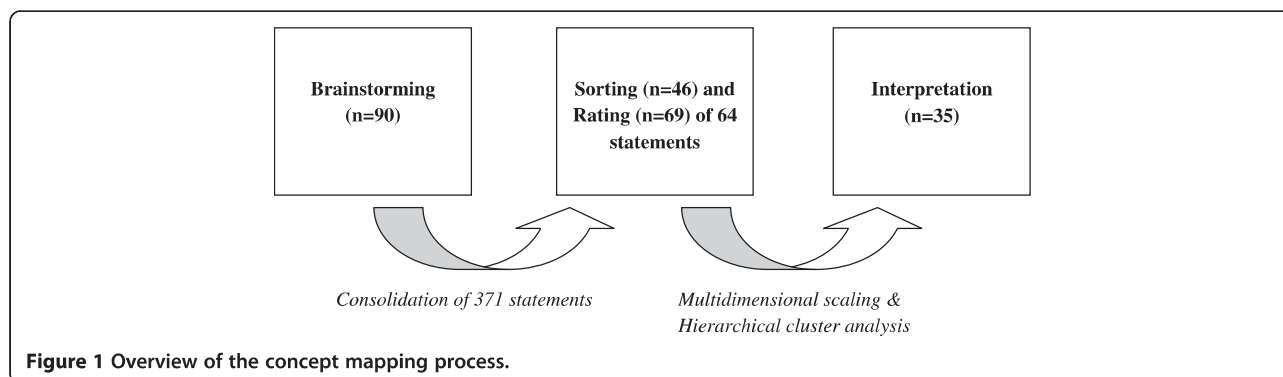 Brainstorming
(n=90)
Sorting (n=46) and
Rating (n=69) of 64
statements
Interpretation
(n=35)
Consolidation of 371 statements
Multidimensional scaling &
Hierarchical cluster analysis
Figure 1 Overview of the concept mapping process.